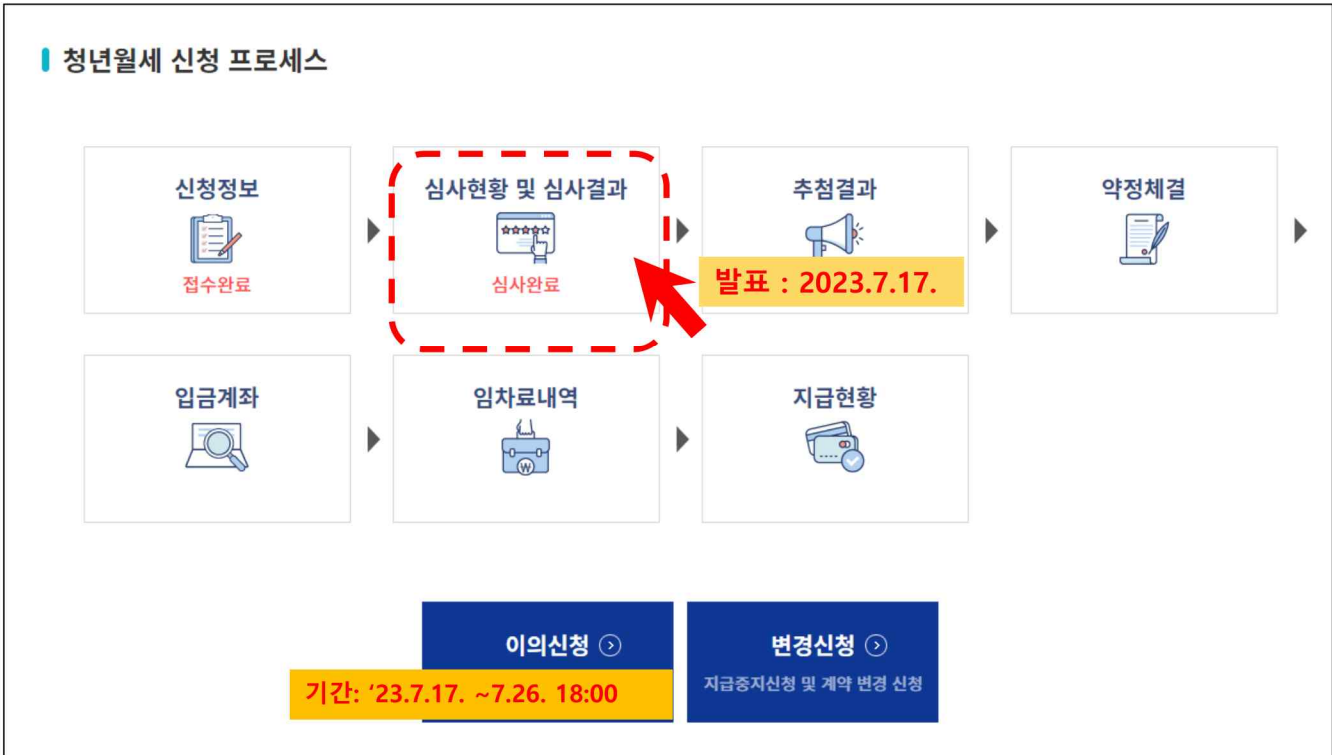 청년월세 신청 프로세스
신청정보
접수완료
심사현황 및 심사결과
심사완료
추첨결과
발표 : 2023.7.17.
약정체결
입금계좌
임차료내역
₩
지급현황
이의신청
기간: ‘23.7.17. ~7.26. 18:00
변경신청
지급중지신청 및 계약 변경 신청